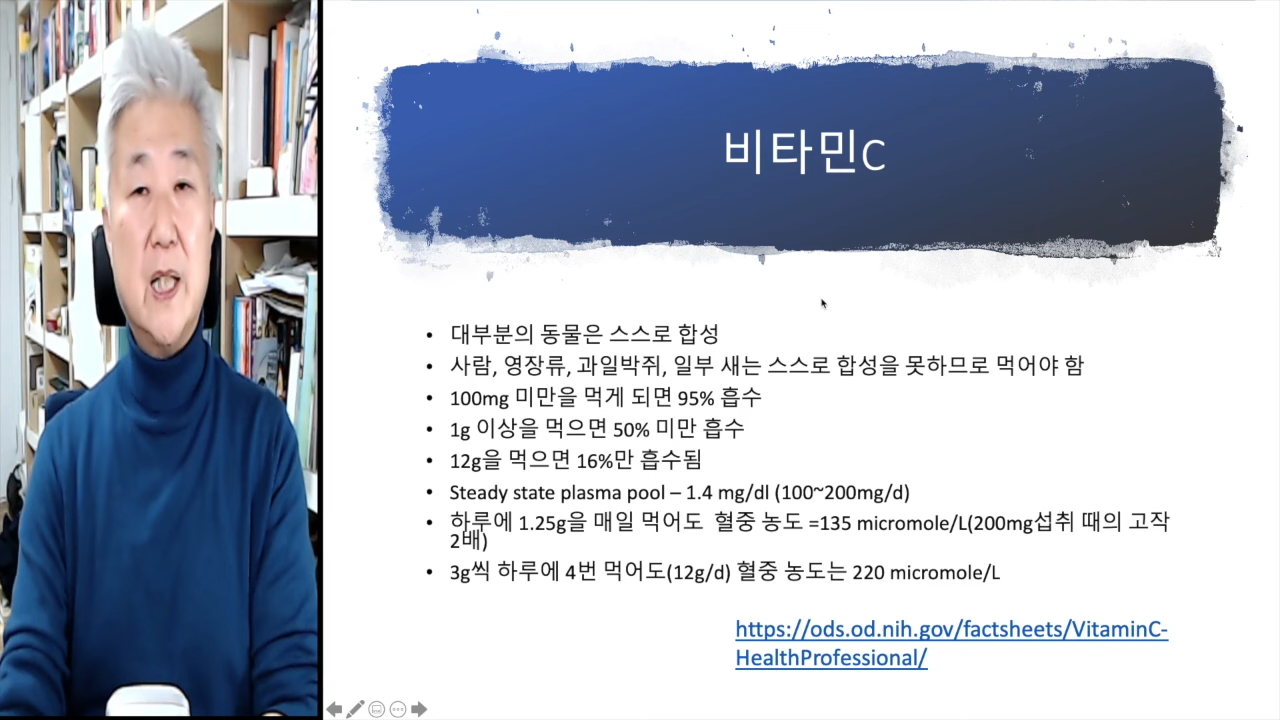 비타민C
• 대부분의 동물은 스스로 합성
• 사람, 영장류, 과일박쥐, 일부 새는 스스로 합성을 못하므로 먹어야 함
• 100mg 미만을 먹게 되면 95% 흡수
• 1g 이상을 먹으면 50% 미만 흡수
• 12g을 먹으면 16%만 흡수됨
• Steady state plasma pool – 1.4 mg/dl (100~200mg/d)
• 하루에 1.25g을 매일 먹어도  혈중 농도 =135 micromole/L(200mg섭취 때의 고작
2배)
• 3g씩 하루에 4번 먹어도(12g/d) 혈중 농도는 220 micromole/L
https://ods.od.nih.gov/factsheets/VitaminC-
HealthProfessional/